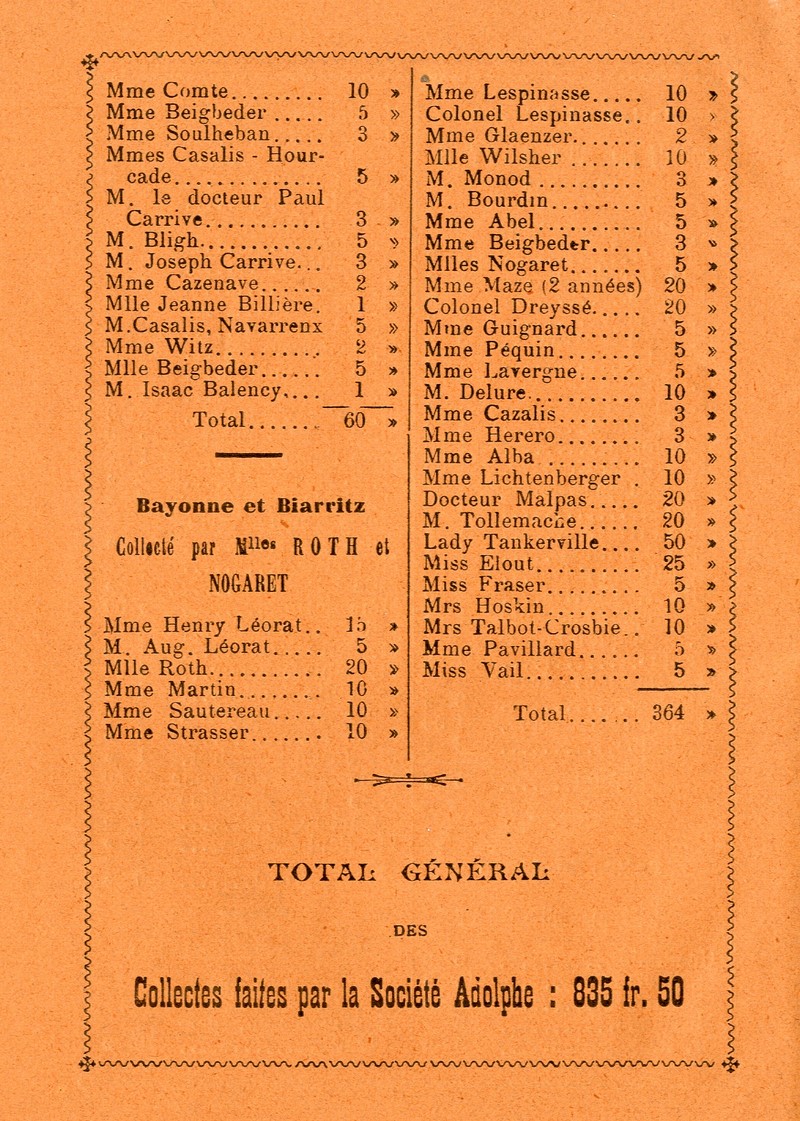 Mme Comte......... 10 »
Mme Beigbeder ..... 5 »
Mme Soulheban..... 3 »
Mmes Casalis - Hour-
cade............... 5 »
M. le docteur Paul
Carrive........... 3 »
M. Bligh............ 5 »
M. Joseph Carrive... 3 »
Mme Cazenave...... 2 »
Mlle Jeanne Billière. 1 »
M.Casalis, Navarrenx 5 »
Mme Witz.......... 2 »
Mlle Beigbeder...... 5 »
M. Isaac Balency.... 1 »
Total....... 60 »
Bayonne et Biarritz
Collecté par Mlles ROTH et
NOGARET
Mme Henry Léorat.. 15 »
M. Aug. Léorat..... 5 »
Mlle Roth........... 20 »
Mme Martin........ 10 »
Mme Sautereau..... 10 »
Mme Strasser....... 10 »
Mme Lespinasse..... 10 »
Colonel Lespinasse.. 10 »
Mme Glaenzer....... 2 »
Mlle Wilsher ....... 10 »
M. Monod .......... 3 »
M. Bourdin......... 5 »
Mme Abel.......... 5 »
Mme Beigbeder..... 3 »
Mlles Nogaret....... 5 »
Mme Maze (2 années) 20 »
Colonel Dreyssé..... 20 »
Mme Guignard...... 5 »
Mme Péquin........ 5 »
Mme Lavergne...... 5 »
M. Delure........... 10 »
Mme Cazalis........ 3 »
Mme Herero........ 3 »
Mme Alba ......... 10 »
Mme Lichtenberger . 10 »
Docteur Malpas..... 20 »
M. Tollemache...... 20 »
Lady Tankerville.... 50 »
Miss Elout.......... 25 »
Miss Fraser......... 5 »
Mrs Hoskin......... 10 »
Mrs Talbot-Crosbie.. 10 »
Mme Pavillard...... 5 »
Miss Vail........... 5 »
Total....... 364 »
TOTAL GÉNÉRAL
DES
Collectes faites par la Société Adolphe : 835 fr. 50